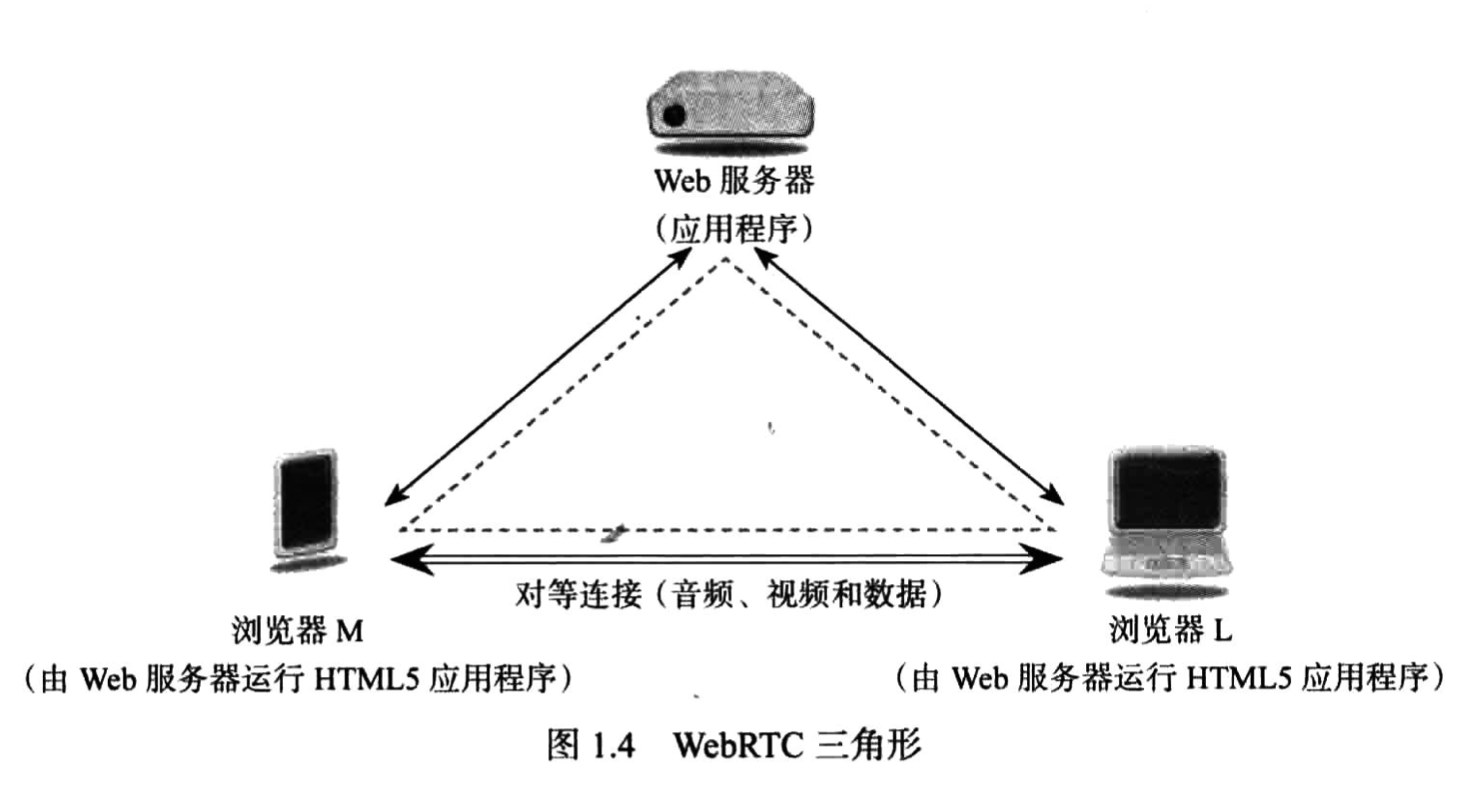 Web 服务器
（应用程序）
对等连接（音频、视频和数据）
浏览器 M
（由 Web 服务器运行 HTML5 应用程序）
浏览器 L
（由 Web 服务器运行 HTML5 应用程序）
图 1.4 WebRTC 三角形